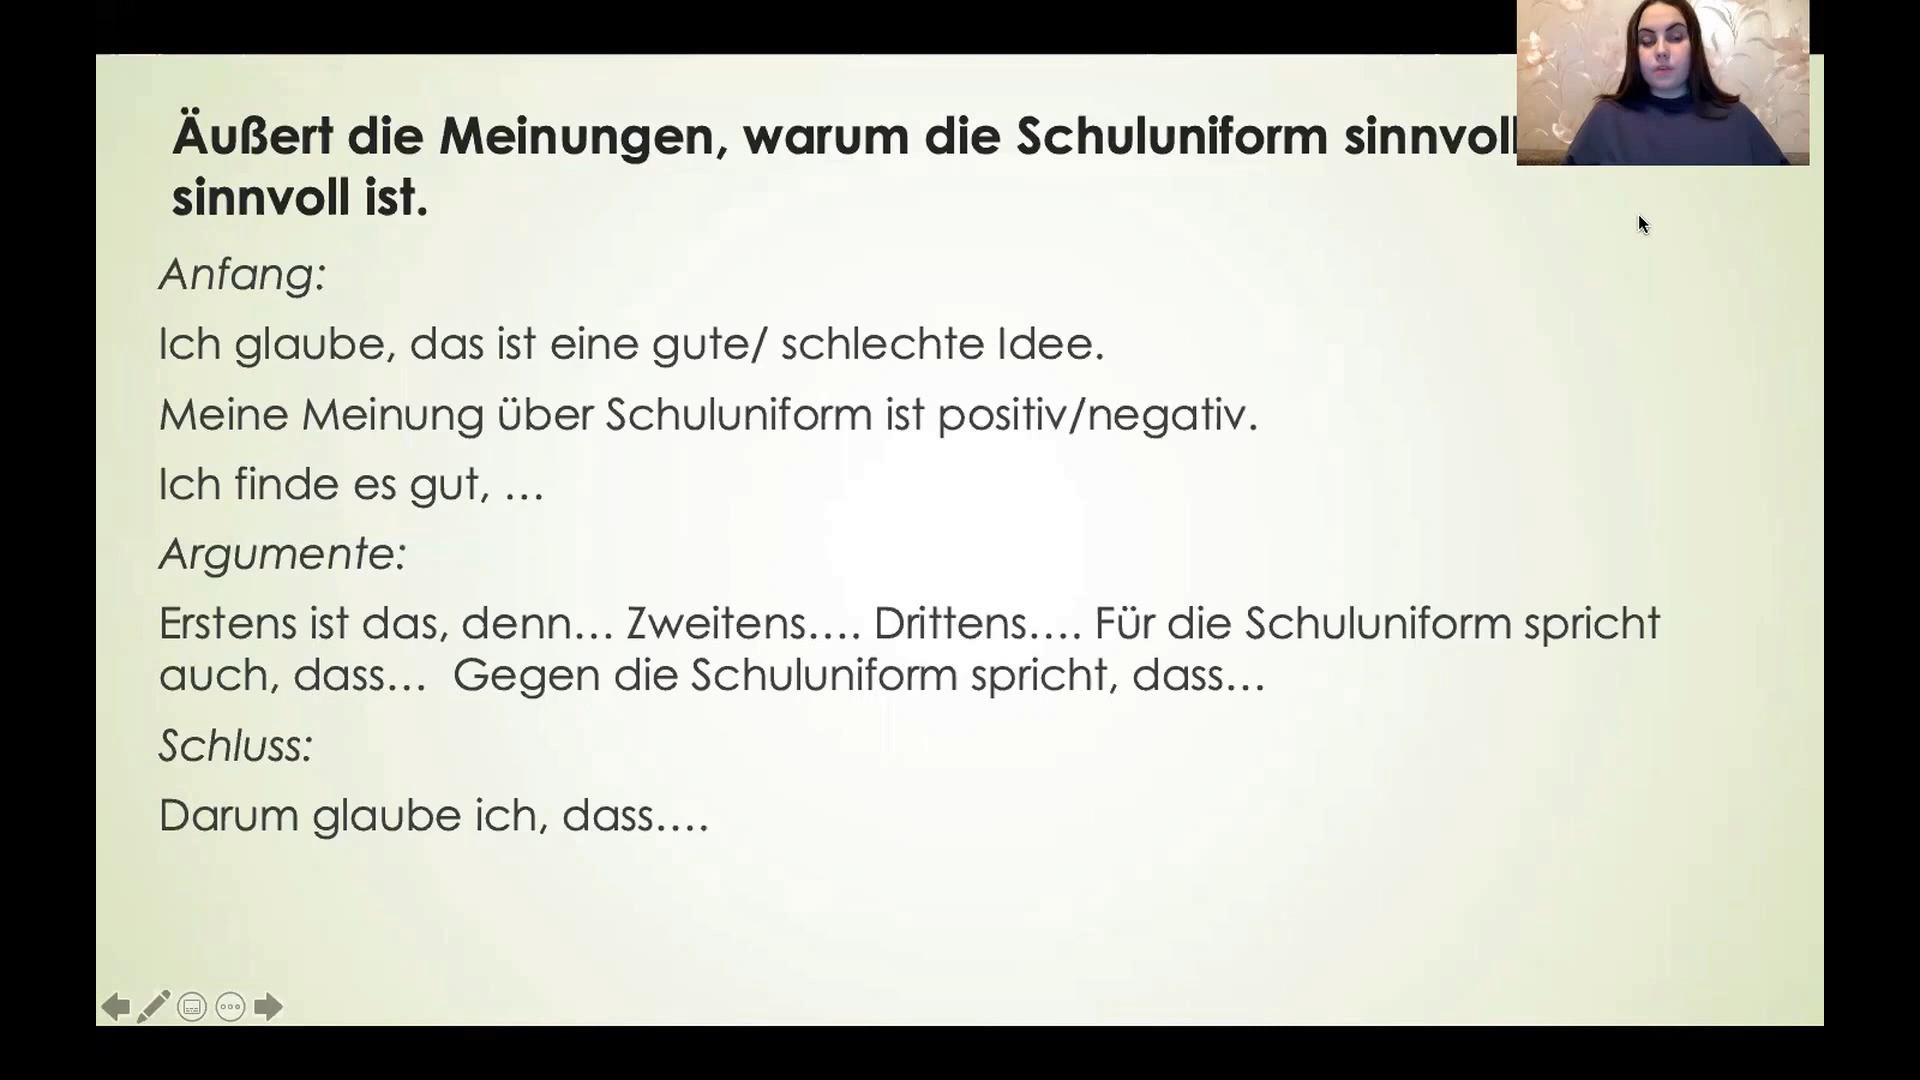 Äußert die Meinungen, warum die Schuluniform sinnvoll
sinnvoll ist.
Anfang:
Ich glaube, das ist eine gute/ schlechte Idee.
Meine Meinung über Schuluniform ist positiv/negativ.
Ich finde es gut, …
Argumente:
Erstens ist das, denn… Zweitens…. Drittens…. Für die Schuluniform spricht
auch, dass…  Gegen die Schuluniform spricht, dass…
Schluss:
Darum glaube ich, dass….